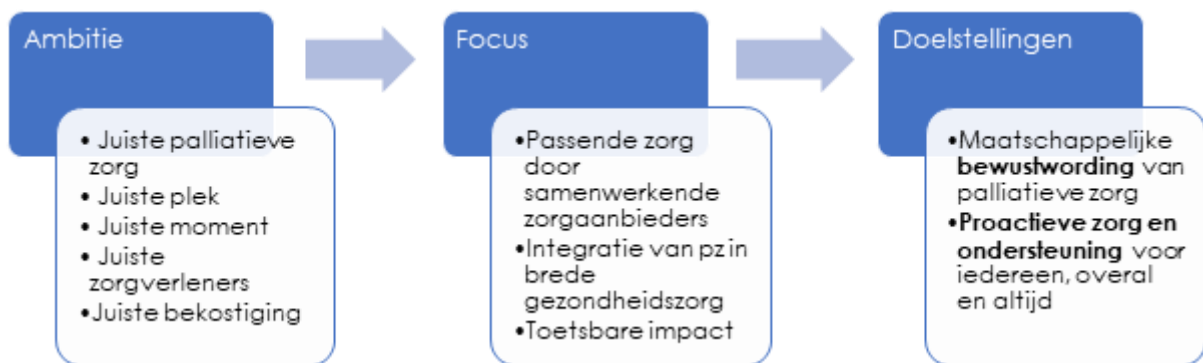 Ambitie
• Juiste palliatieve
zorg
• Juiste plek
• Juiste moment
• Juiste
zorgverleners
•Juiste bekostiging
Focus
•Passende zorg
door
samenwerkende
zorgaanbieders
•Integratie van pz in
brede
gezondheidszorg
•Toetsbare impact
Doelstellingen
•Maatschappelijke
bewustwording van
palliatieve zorg
•Proactieve zorg en
ondersteuning voor
iedereen, overal
en altijd